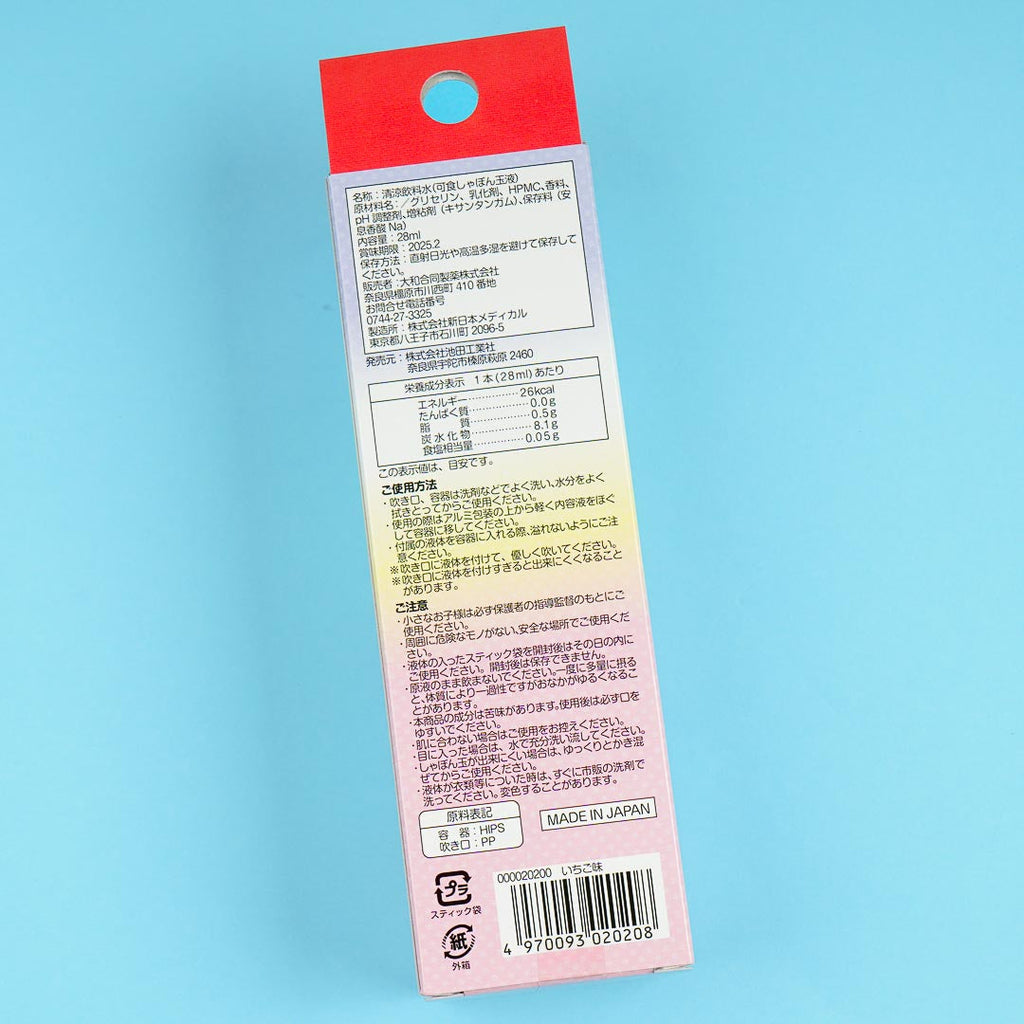 名称：清涼飲料水(可食しゃぼん玉液)
原材料名：／グリセリン、乳化剤、HPMC、香料、
pH調整剤、増粘剤（キサンタンガム）、保存料（安
息香酸Na）
内容量：28ml
賞味期限：2025.2
保存方法：直射日光や高温多湿を避けて保存して
ください。
販売者：大和合同製薬株式会社
奈良県橿原市川西町410番地
お問合せ電話番号
0744-27-3325
製造所：株式会社新日本メディカル
東京都八王子市石川町2096-5
発売元：株式会社池田工業社
奈良県宇陀市榛原萩原2460
栄養成分表示 1本(28ml)あたり
エネルギー……………26kcal
たんぱく質……………0.0g
脂質……………0.5g
炭水化物……………8.1g
食塩相当量……………0.05g
この表示値は、目安です。
ご使用方法
・吹き口、容器は洗剤などでよく洗い、水分をよく
拭きとってからご使用ください。
・使用の際はアルミ包装の上から軽く内容液をほぐ
して容器に移してください。
・付属の液体を容器に入れる際、溢れないようにご注
意ください。
※吹き口に液体を付けて、優しく吹いてください。
※吹き口に液体を付けすぎると出来にくくなること
があります。
ご注意
・小さなお子様は必ず保護者の指導監督のもとにご
使用ください。
・周囲に危険なモノがない、安全な場所でご使用くだ
さい。
・液体の入ったスティック袋を開封後はその日の内に
ご使用ください。開封後は保存できません。
・原液のまま飲まないでください。一度に多量に摂る
と、体質により一過性ですがおなかがゆるくなるこ
とがあります。
・本商品の成分は苦味があります。使用後は必ず口を
ゆすいでください。
・肌に合わない場合はご使用をお控えください。
・目に入った場合は、水で充分洗い流してください。
・しゃぼん玉が出来にくい場合は、ゆっくりとかき混
ぜてからご使用ください。
・液体が衣類等についた時は、すぐに市販の洗剤で
洗ってください。変色することがあります。
原料表記
容器：HIPS
吹き口：PP
MADE IN JAPAN
プラ
スティック袋
紙
外箱
000020200 いちご味
4 970093 020208